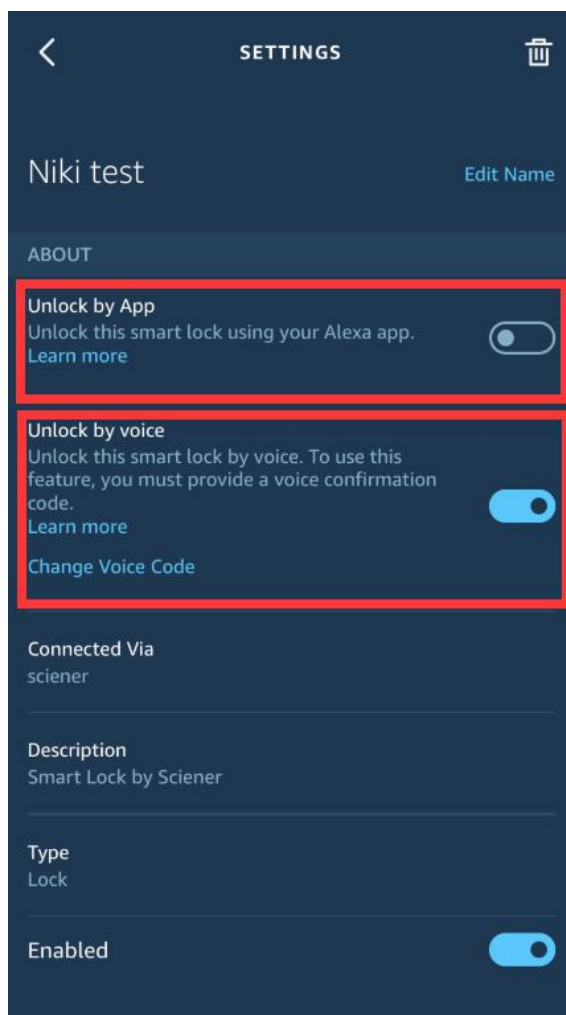 SETTINGS
Niki test
Edit Name
ABOUT
Unlock by App
Unlock this smart lock using your Alexa app.
Learn more
Unlock by voice
Unlock this smart lock by voice. To use this
feature, you must provide a voice confirmation
code.
Learn more
Change Voice Code
Connected Via
sciener
Description
Smart Lock by Sciener
Type
Lock
Enabled